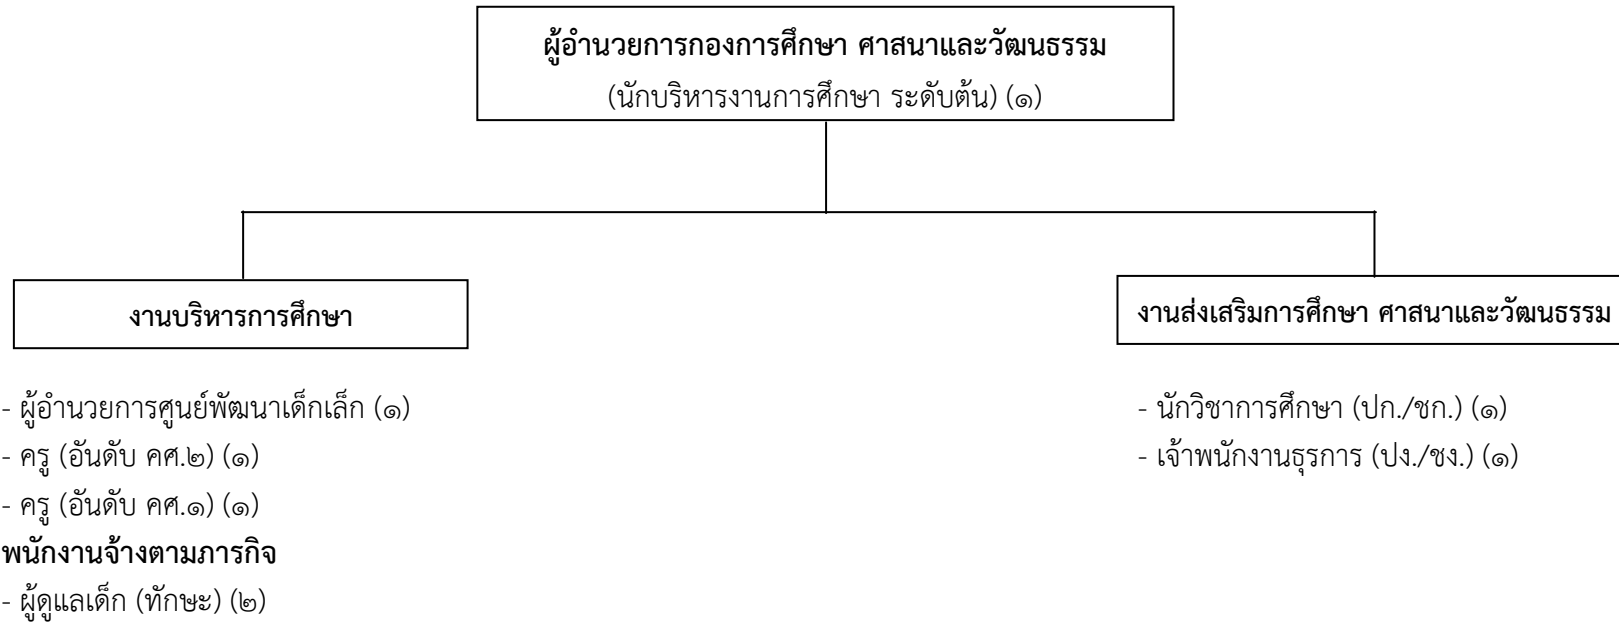 ผู้อำนวยการกองการศึกษา ศาสนาและวัฒนธรรม
(นักบริหารงานการศึกษา ระดับต้น) (๑)
งานบริหารการศึกษา
- ผู้อำนวยการศูนย์พัฒนาเด็กเล็ก (๑)
- ครู (อันดับ คศ.๒) (๑)
- ครู (อันดับ คศ.๑) (๑)
พนักงานจ้างตามภารกิจ
- ผู้ดูแลเด็ก (ทักษะ) (๒)
งานส่งเสริมการศึกษา ศาสนาและวัฒนธรรม
- นักวิชาการศึกษา (ปก./ชก.) (๑)
- เจ้าพนักงานธุรการ (ปง./ชง.) (๑)